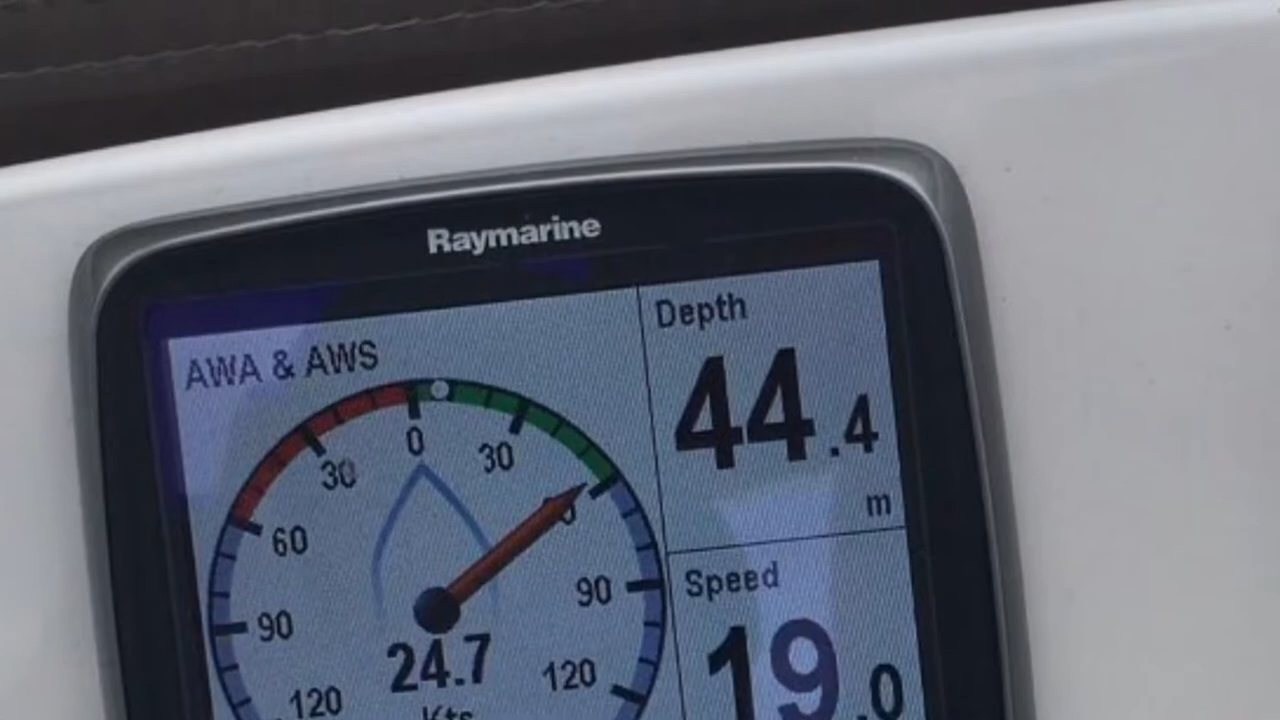 Raymarine
AWA & AWS
0
30
30
60
90
90
120
120
24.7
Kts
Depth
44.4
m
Speed
19.0